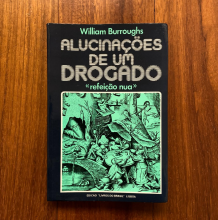 William Burroughs
ALUCINAÇÕES
DE UM
DROGADO
"refeição nua"